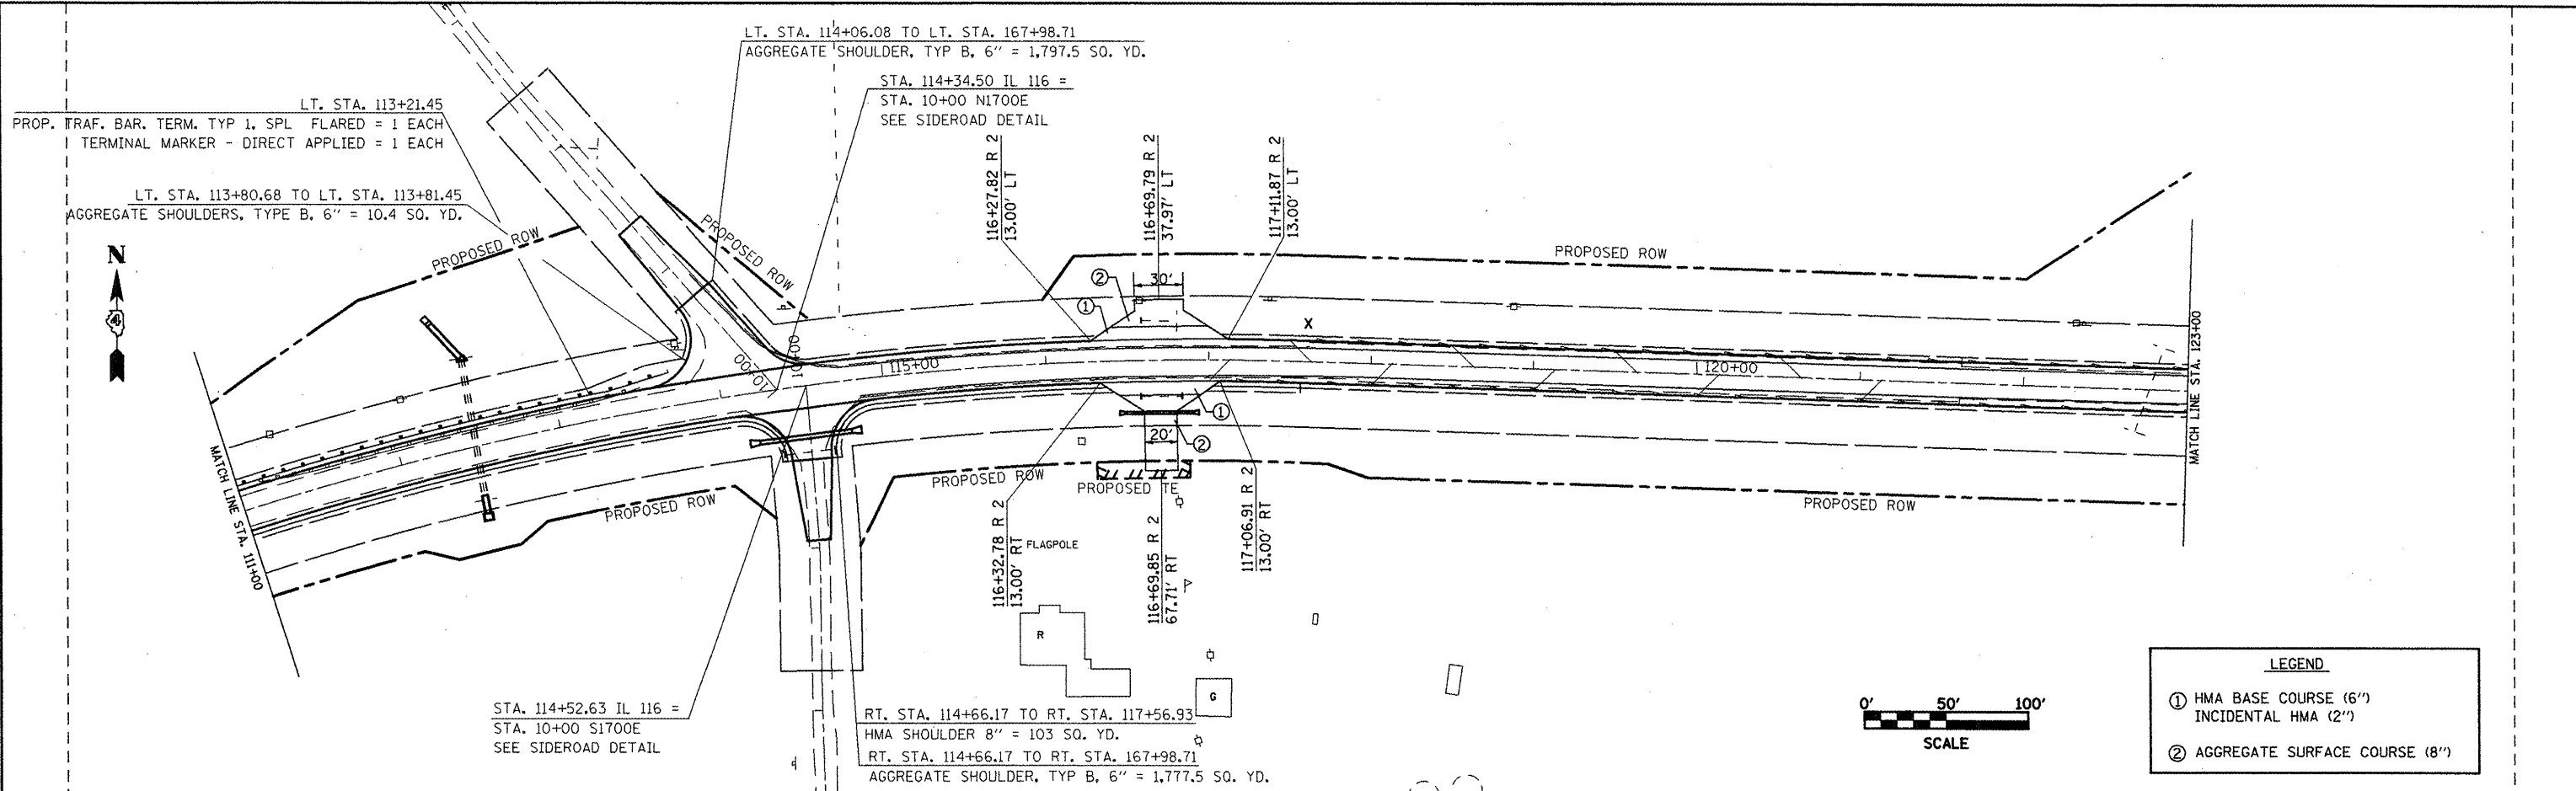 LT. STA. 114+06.08 TO LT. STA. 167+98.71
AGGREGATE SHOULDER, TYP B, 6" = 1,797.5 SQ. YD.
STA. 114+34.50 IL 116 =
STA. 10+00 N1700E
SEE SIDEROAD DETAIL
LT. STA. 113+21.45
PROP. TRAF. BAR. TERM. TYP 1, SPL FLARED = 1 EACH
TERMINAL MARKER - DIRECT APPLIED = 1 EACH
LT. STA. 113+80.68 TO LT. STA. 113+81.45
AGGREGATE SHOULDERS, TYPE B, 6" = 10.4 SQ. YD.
N
4
PROPOSED ROW
PROPOSED ROW
116+27.82 R 2
13.00' LT
116+69.79 R 2
37.97' LT
117+11.87 R 2
13.00' LT
PROPOSED ROW
2
30'
1
X
10+00
10+00
115+00
120+00
MATCH LINE STA. 123+00
MATCH LINE STA. 111+00
1
20'
2
PROPOSED ROW
PROPOSED ROW
PROPOSED TE
PROPOSED ROW
116+32.78 R 2
13.00' RT
FLAGPOLE
116+69.85 R 2
67.71' RT
117+06.91 R 2
13.00' RT
R
G
STA. 114+52.63 IL 116 =
STA. 10+00 S1700E
SEE SIDEROAD DETAIL
RT. STA. 114+66.17 TO RT. STA. 117+56.93
HMA SHOULDER 8" = 103 SQ. YD.
RT. STA. 114+66.17 TO RT. STA. 167+98.71
AGGREGATE SHOULDER, TYP B, 6" = 1,777.5 SQ. YD.
0' 50' 100'
SCALE
LEGEND
1 HMA BASE COURSE (6")
INCIDENTAL HMA (2")
2 AGGREGATE SURFACE COURSE (8")